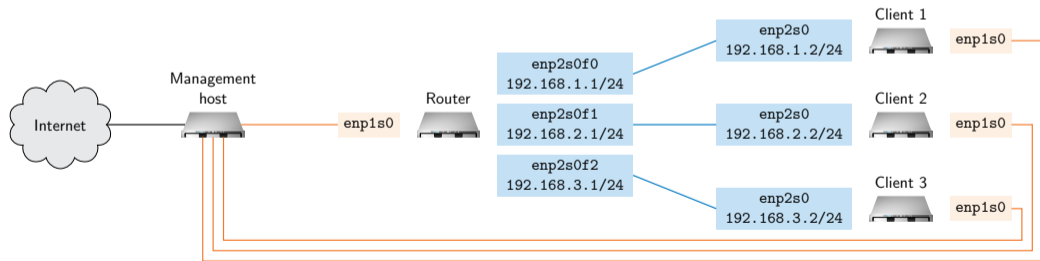 Internet
Management
host
enp1s0
Router
enp2s0f0
192.168.1.1/24
enp2s0f1
192.168.2.1/24
enp2s0f2
192.168.3.1/24
enp2s0
192.168.1.2/24
Client 1
enp1s0
enp2s0
192.168.2.2/24
Client 2
enp1s0
enp2s0
192.168.3.2/24
Client 3
enp1s0